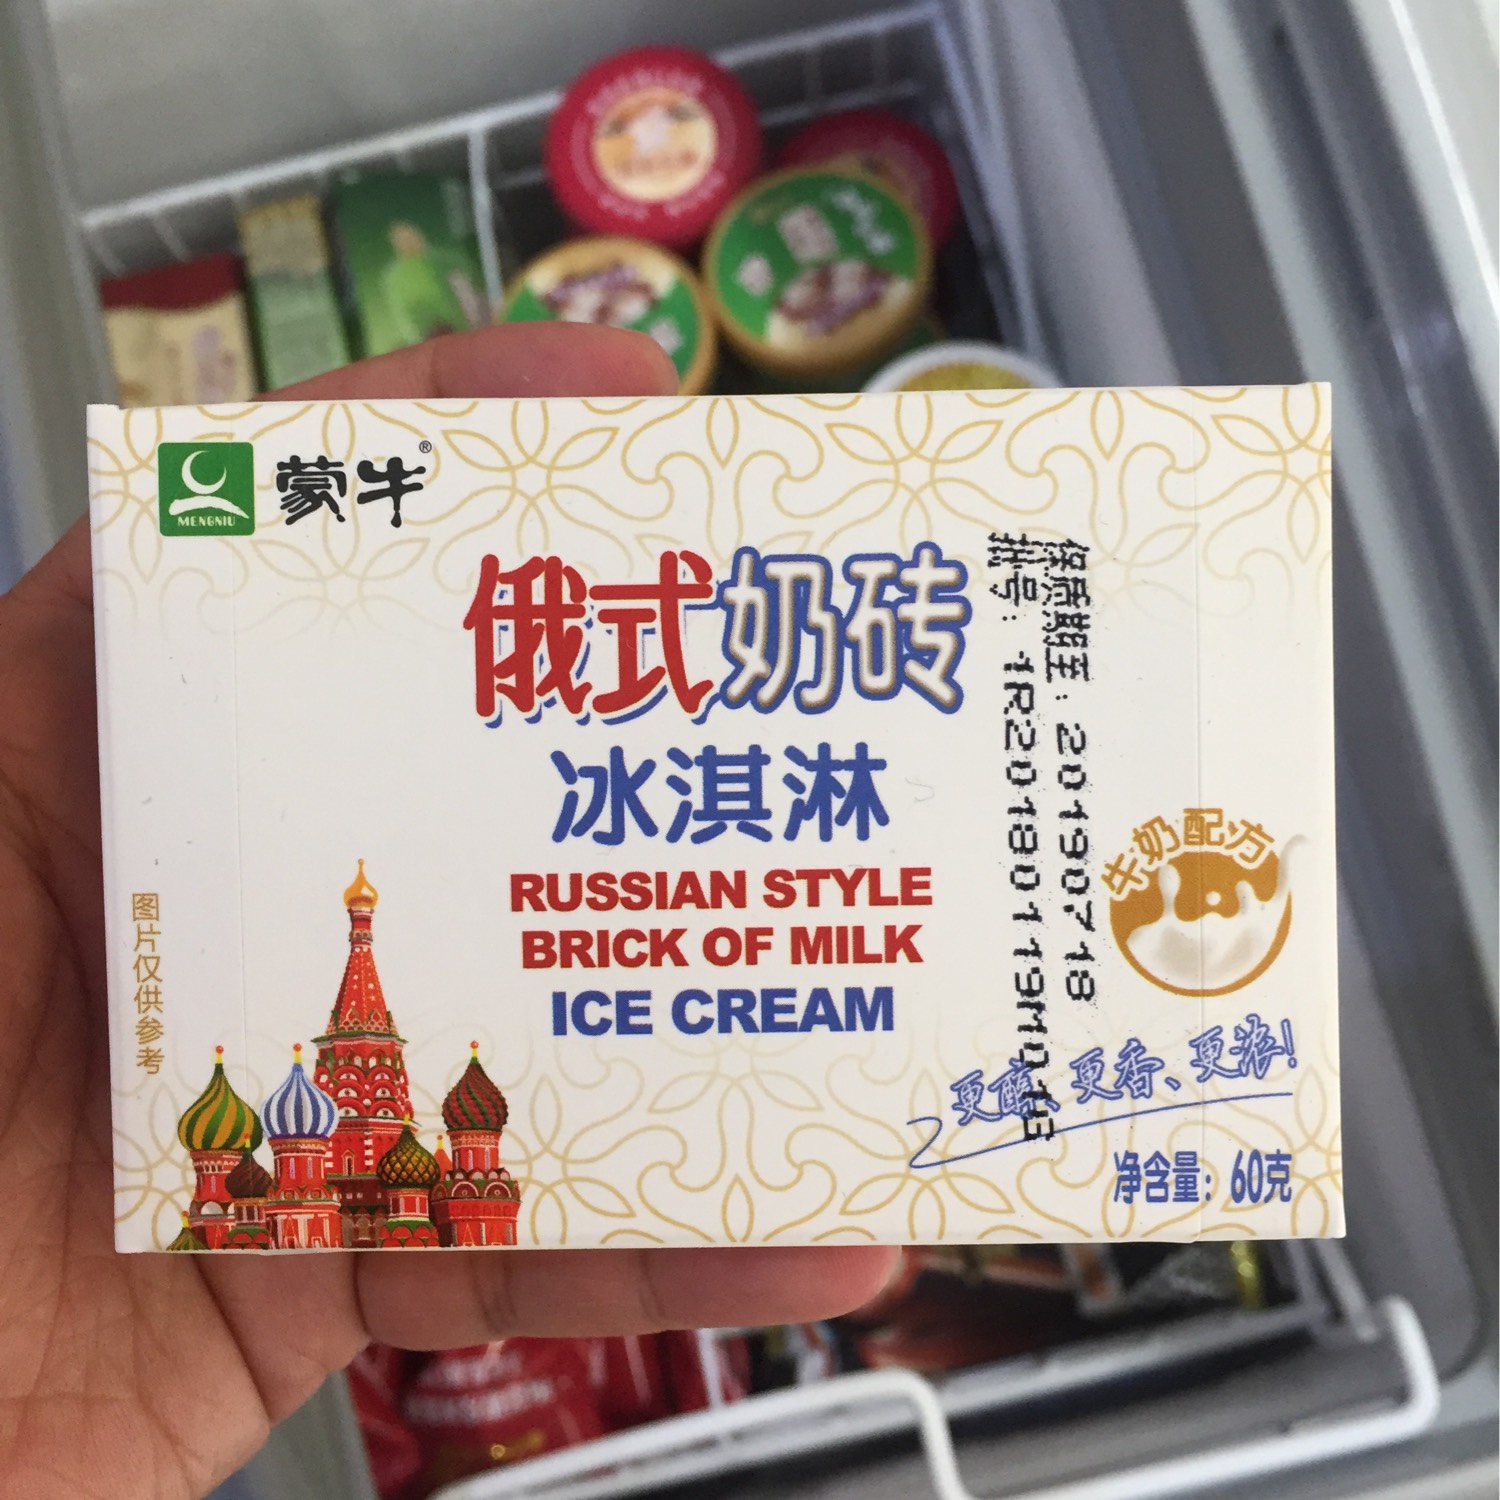 MENGNIU
蒙牛®
俄式奶砖
冰淇淋
RUSSIAN STYLE
BRICK OF MILK
ICE CREAM
图片仅供参考
保质期至：20190718
批号：1R20180119M101G
牛奶配方
更醇、更香、更浓!
净含量：60克